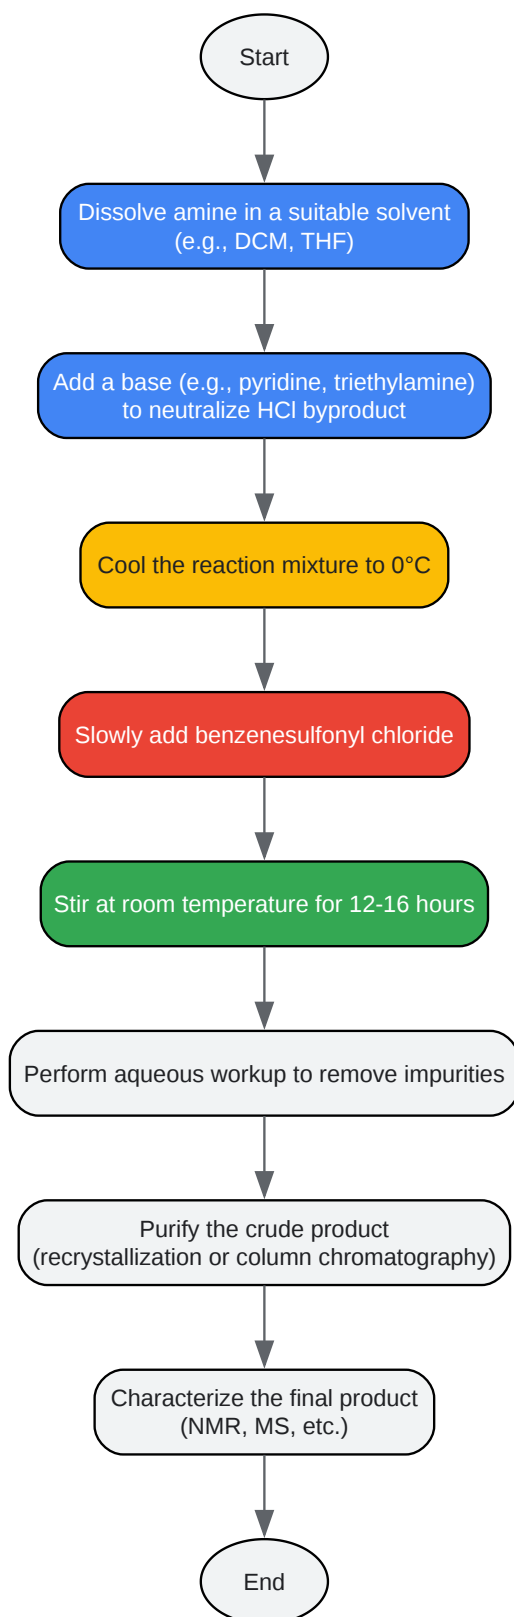 Start
Dissolve amine in a suitable solvent
(e.g., DCM, THF)
Add a base (e.g., pyridine, triethylamine)
to neutralize HCl byproduct
Cool the reaction mixture to 0°C
Slowly add benzenesulfonyl chloride
Stir at room temperature for 12-16 hours
Perform aqueous workup to remove impurities
Purify the crude product
(recrystallization or column chromatography)
Characterize the final product
(NMR, MS, etc.)
End